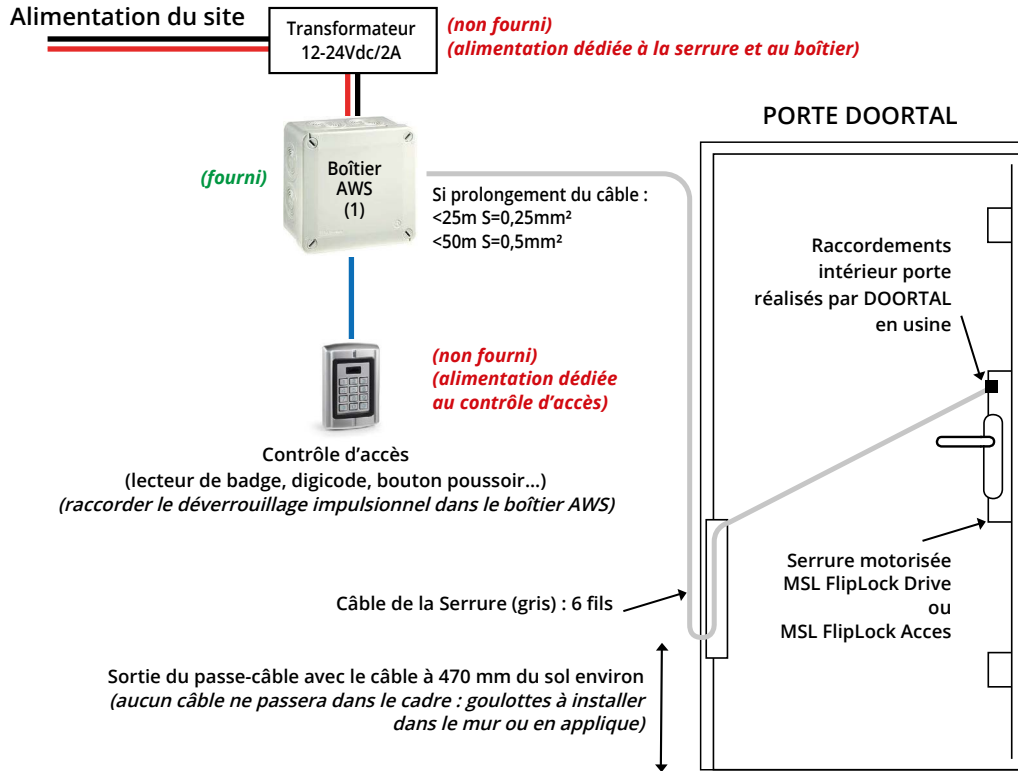 Alimentation du site
Transformateur
12-24Vdc/2A
(non fourni)
(alimentation dédiée à la serrure et au boîtier)
PORTE DOORTAL
(fourni)
Boîtier
AWS
(1)
Si prolongement du câble :
<25m S=0,25mm²
<50m S=0,5mm²
Raccordements
intérieur porte
réalisés par DOORTAL
en usine
(non fourni)
(alimentation dédiée
au contrôle d’accès)
Contrôle d’accès
(lecteur de badge, digicode, bouton poussoir...)
(raccorder le déverrouillage impulsionnel dans le boîtier AWS)
Serrure motorisée
MSL FlipLock Drive
ou
MSL FlipLock Acces
Câble de la Serrure (gris) : 6 fils
Sortie du passe-câble avec le câble à 470 mm du sol environ
(aucun câble ne passera dans le cadre : goulottes à installer
dans le mur ou en applique)